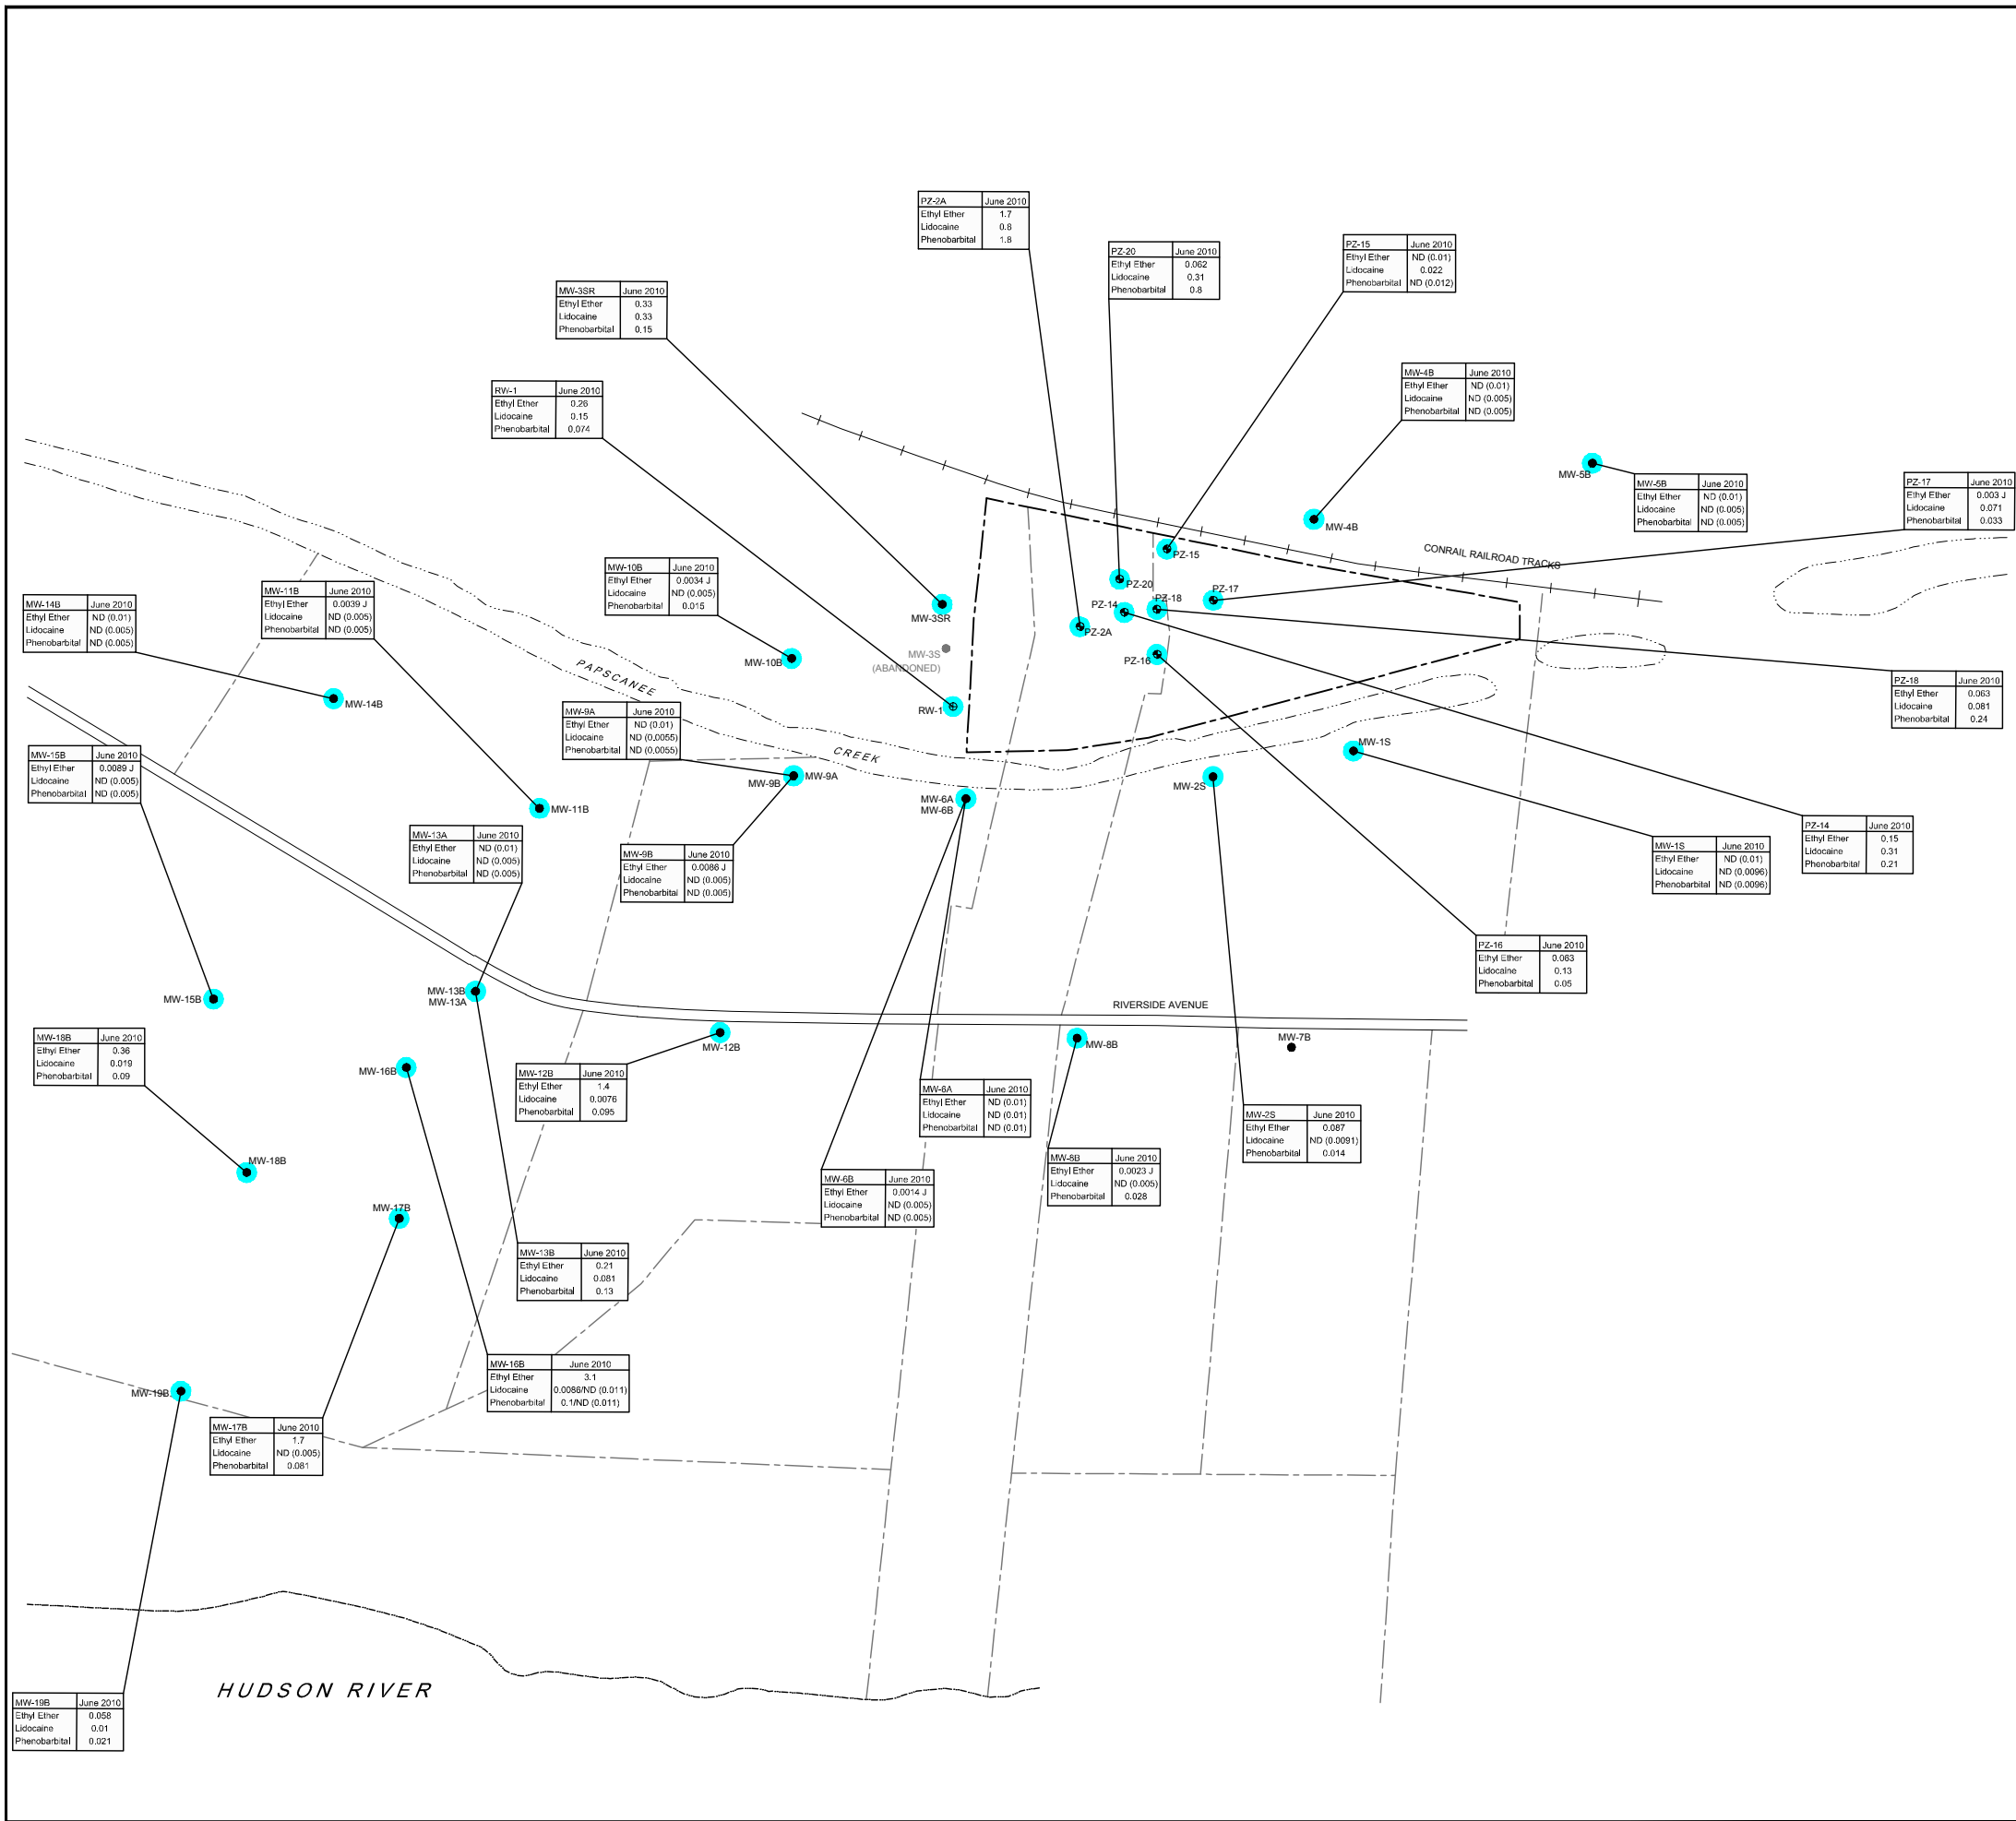 PZ-2A June 2010
Ethyl Ether 1.7
Lidocaine 0.8
Phenobarbital 1.8
PZ-20 June 2010
Ethyl Ether 0.062
Lidocaine 0.31
Phenobarbital 0.8
PZ-15 June 2010
Ethyl Ether ND (0.01)
Lidocaine 0.022
Phenobarbital ND (0.012)
MW-3SR June 2010
Ethyl Ether 0.33
Lidocaine 0.33
Phenobarbital 0.15
MW-4B June 2010
Ethyl Ether ND (0.01)
Lidocaine ND (0.005)
Phenobarbital ND (0.005)
RW-1 June 2010
Ethyl Ether 0.26
Lidocaine 0.15
Phenobarbital 0.074
MW-5B
MW-5B June 2010
Ethyl Ether ND (0.01)
Lidocaine ND (0.005)
Phenobarbital ND (0.005)
PZ-17 June 2010
Ethyl Ether 0.003 J
Lidocaine 0.071
Phenobarbital 0.033
MW-4B
CONRAIL RAILROAD TRACKS
PZ-15
PZ-20
PZ-17
PZ-18
PZ-14
PZ-2A
PZ-16
MW-3SR
MW-3S
(ABANDONED)
RW-1
MW-10B June 2010
Ethyl Ether 0.0034 J
Lidocaine ND (0.005)
Phenobarbital 0.015
MW-10B
MW-11B June 2010
Ethyl Ether 0.0039 J
Lidocaine ND (0.005)
Phenobarbital ND (0.005)
MW-14B June 2010
Ethyl Ether ND (0.01)
Lidocaine ND (0.005)
Phenobarbital ND (0.005)
MW-14B
PAPSCANEE
CREEK
PZ-18 June 2010
Ethyl Ether 0.063
Lidocaine 0.081
Phenobarbital 0.24
MW-9A June 2010
Ethyl Ether ND (0.01)
Lidocaine ND (0.0055)
Phenobarbital ND (0.0055)
MW-15B June 2010
Ethyl Ether 0.0089 J
Lidocaine ND (0.005)
Phenobarbital ND (0.005)
MW-9A
MW-9B
MW-1S
MW-2S
MW-6A
MW-6B
MW-11B
MW-13A June 2010
Ethyl Ether ND (0.01)
Lidocaine ND (0.005)
Phenobarbital ND (0.005)
MW-9B June 2010
Ethyl Ether 0.0086 J
Lidocaine ND (0.005)
Phenobarbital ND (0.005)
MW-1S June 2010
Ethyl Ether ND (0.01)
Lidocaine ND (0.0096)
Phenobarbital ND (0.0096)
PZ-14 June 2010
Ethyl Ether 0.15
Lidocaine 0.31
Phenobarbital 0.21
PZ-16 June 2010
Ethyl Ether 0.063
Lidocaine 0.13
Phenobarbital 0.05
MW-15B
MW-13B
MW-13A
RIVERSIDE AVENUE
MW-7B
MW-8B
MW-12B
MW-18B June 2010
Ethyl Ether 0.36
Lidocaine 0.019
Phenobarbital 0.09
MW-16B
MW-12B June 2010
Ethyl Ether 1.4
Lidocaine 0.0076
Phenobarbital 0.095
MW-6A June 2010
Ethyl Ether ND (0.01)
Lidocaine ND (0.01)
Phenobarbital ND (0.01)
MW-2S June 2010
Ethyl Ether 0.087
Lidocaine ND (0.0091)
Phenobarbital 0.014
MW-8B June 2010
Ethyl Ether 0.0023 J
Lidocaine ND (0.005)
Phenobarbital 0.028
MW-18B
MW-6B June 2010
Ethyl Ether 0.0014 J
Lidocaine ND (0.005)
Phenobarbital ND (0.005)
MW-17B
MW-13B June 2010
Ethyl Ether 0.21
Lidocaine 0.081
Phenobarbital 0.13
MW-16B June 2010
Ethyl Ether 3.1
Lidocaine 0.0086/ND (0.011)
Phenobarbital 0.1/ND (0.011)
MW-19B
MW-17B June 2010
Ethyl Ether 1.7
Lidocaine ND (0.005)
Phenobarbital 0.081
HUDSON RIVER
MW-19B June 2010
Ethyl Ether 0.058
Lidocaine 0.01
Phenobarbital 0.021